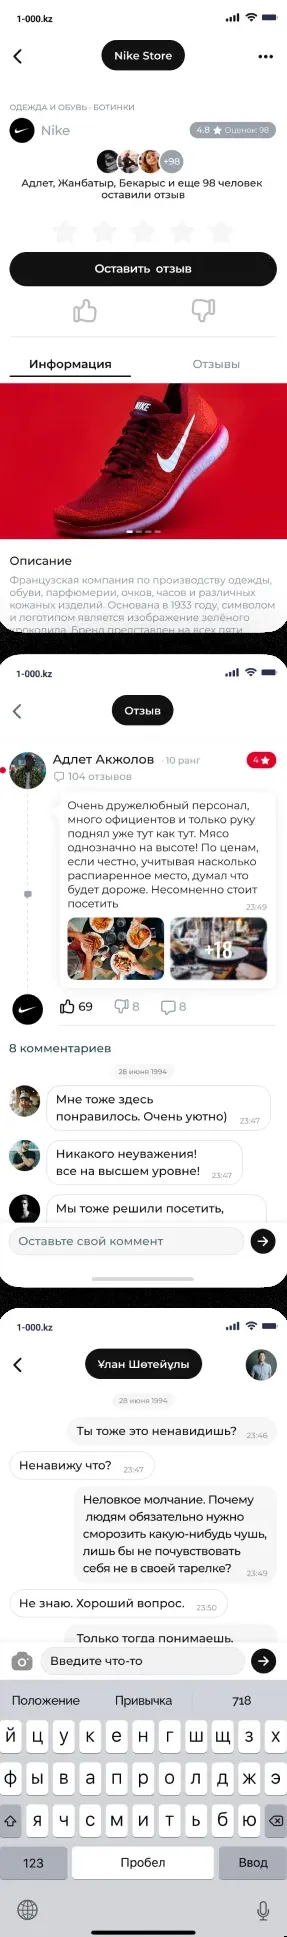 1-000.kz
Nike Store
ОДЕЖДА И ОБУВЬ - БОТИНКИ
Nike
4.8 Оценок: 98
+98
Адлет, Жанбатыр, Бекарыс и еще 98 человек
оставили отзыв
Оставить отзыв
Информация
Отзывы
NIKE
Описание
Французская компания по производству одежды,
обуви, парфюмерии, очков, часов и различных
кожаных изделий. Основана в 1933 году, символом
и логотипом является изображение зелёного
крокодила. Бренд представлен на всех пяти
1-000.kz
Отзыв
Адлет Акжолов · 10 ранг
4
104 отзывов
Очень дружелюбный персонал,
много официентов и только руку
поднял уже тут как тут. Мясо
однозначно на высоте! По ценам,
если честно, учитывая насколько
распиаренное место, думал что
будет дороже. Несомненно стоит
посетить
23:49
+18
69
8
8
8 комментариев
28 июня 1994
Мне тоже здесь
понравилось. Очень уютно)
23:47
Никакого неуважения!
все на высшем уровне!
23:47
Мы тоже решили посетить,
Оставьте свой коммент
1-000.kz
Ұлан Шөтейұлы
28 июня 1994
Ты тоже это ненавидишь?
23:46
Ненавижу что?
23:47
Неловкое молчание. Почему
людям обязательно нужно
сморозить какую-нибудь чушь,
лишь бы не почувствовать
себя не в своей тарелке?
23:49
Не знаю. Хороший вопрос.
23:50
Только тогда понимаешь,
Введите что-то
Положение
Привычка
718
й ц у к е н г ш щ з х
ф ы в а п р о л д ж э
я ч с м и т ь б ю
123
Пробел
Ввод